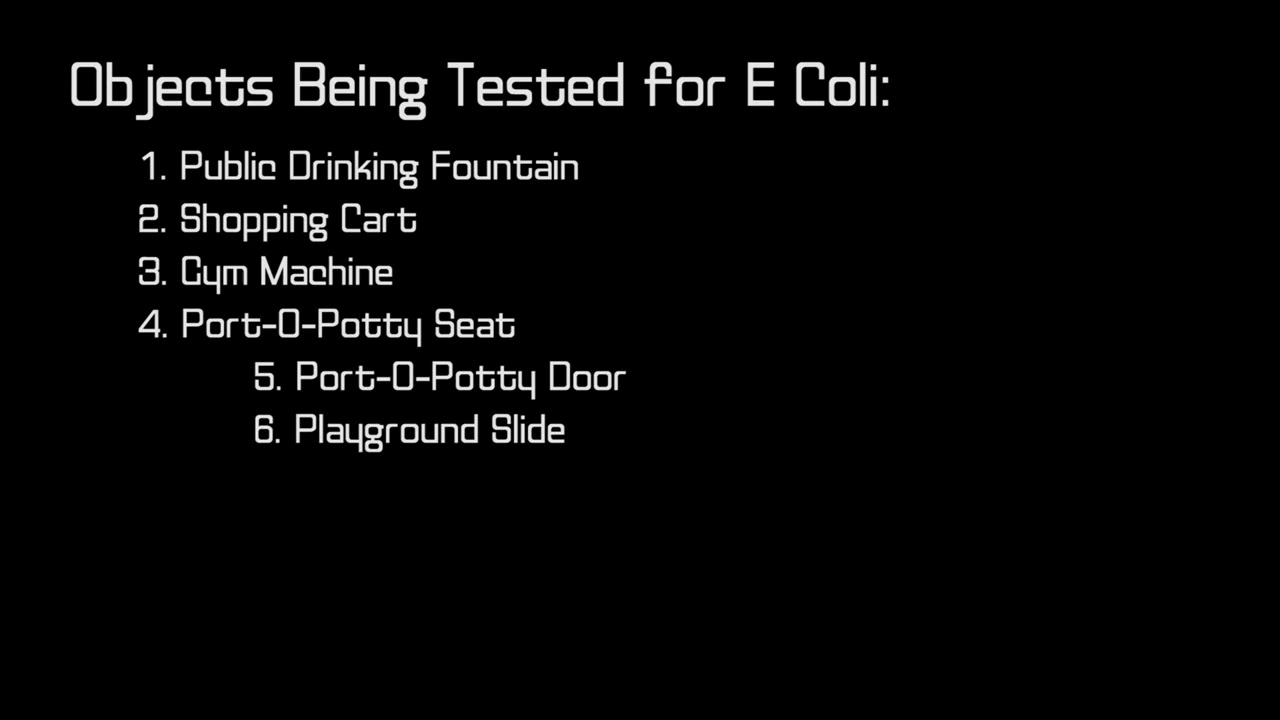 Objects Being Tested for E Coli:
1. Public Drinking Fountain
2. Shopping Cart
3. Gym Machine
4. Port-O-Potty Seat
5. Port-O-Potty Door
6. Playground Slide